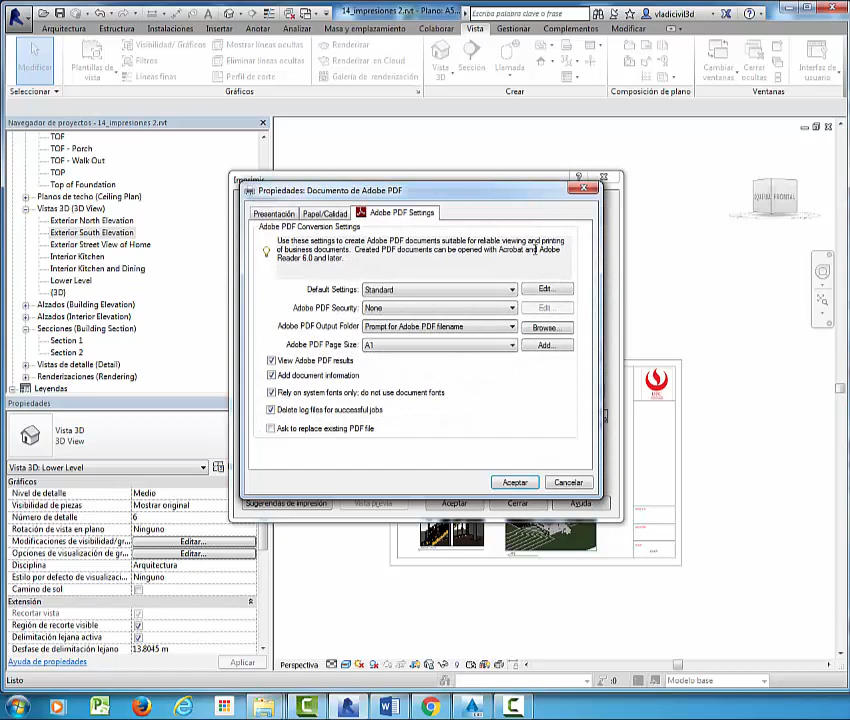 14_impresiones 2.rvt - Plano: A5...
Escriba palabra clave o frase
vladicivil3d
Arquitectura Estructura Instalaciones Insertar Anotar Analizar Masa y emplazamiento Colaborar Vista Gestionar Complementos Modificar
Modificar
Plantillas de vista
Visibilidad/ Gráficos
Filtros
Líneas finas
Mostrar líneas ocultas
Eliminar líneas ocultas
Perfil de corte
Renderizar
Renderizar en Cloud
Galería de renderización
Vista 3D
Sección
Llamada
Cambiar ventanas
Cerrar ocultas
Interfaz de usuario
Seleccionar
Gráficos
Crear
Composición de plano
Ventanas
Navegador de proyectos - 14_impresiones 2.rvt
TOF
TOF - Porch
TOF - Walk Out
TOP
Top of Foundation
Planos de techo (Ceiling Plan)
Vistas 3D (3D View)
Exterior North Elevation
Exterior South Elevation
Exterior Street View of Home
Interior Kitchen
Interior Kitchen and Dining
Lower Level
{3D}
Alzados (Building Elevation)
Alzados (Interior Elevation)
Secciones (Building Section)
Section 1
Section 2
Vistas de detalle (Detail)
Renderizaciones (Rendering)
Leyendas
Propiedades
Vista 3D
3D View
Vista 3D: Lower Level
Gráficos
Nivel de detalle Medio
Visibilidad de piezas Mostrar original
Número de detalle 6
Rotación de vista en plano Ninguno
Modificaciones de visibilidad/gr... Editar...
Opciones de visualización de gr... Editar...
Disciplina Arquitectura
Estilo por defecto de visualizaci... Ninguno
Camino de sol
Extensión
Recortar vista
Región de recorte visible
Delimitación lejana activa
Desfase de delimitación lejano 13.8045 m
Ayuda de propiedades
Aplicar
Listo
Propiedades: Documento de Adobe PDF
Presentación Papel/Calidad Adobe PDF Settings
Adobe PDF Conversion Settings
Use these settings to create Adobe PDF documents suitable for reliable viewing and printing
of business documents. Created PDF documents can be opened with Acrobat and Adobe
Reader 6.0 and later.
Default Settings: Standard Edit...
Adobe PDF Security: None Edit...
Adobe PDF Output Folder Prompt for Adobe PDF filename Browse...
Adobe PDF Page Size: A1 Add...
View Adobe PDF results
Add document information
Rely on system fonts only; do not use document fonts
Delete log files for successful jobs
Ask to replace existing PDF file
Aceptar Cancelar
Sugerencias de impresión Vista previa Aceptar Cerrar Ayuda
FRONTAL
UPC
Perspectiva
:0
Modelo base